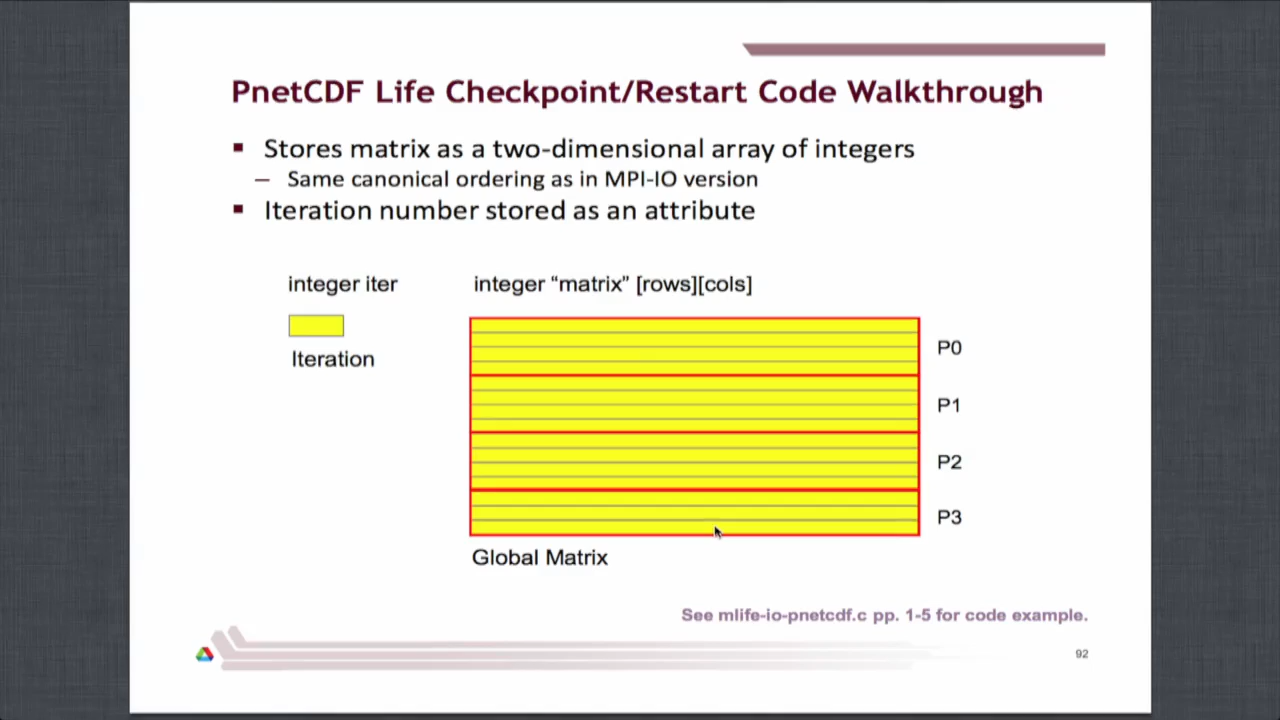 PnetCDF Life Checkpoint/Restart Code Walkthrough
Stores matrix as a two-dimensional array of integers
– Same canonical ordering as in MPI-IO version
Iteration number stored as an attribute
integer iter
integer “matrix” [rows][cols]
P0
Iteration
P1
P2
P3
Global Matrix
See mlife-io-pnetcdf.c pp. 1-5 for code example.
92